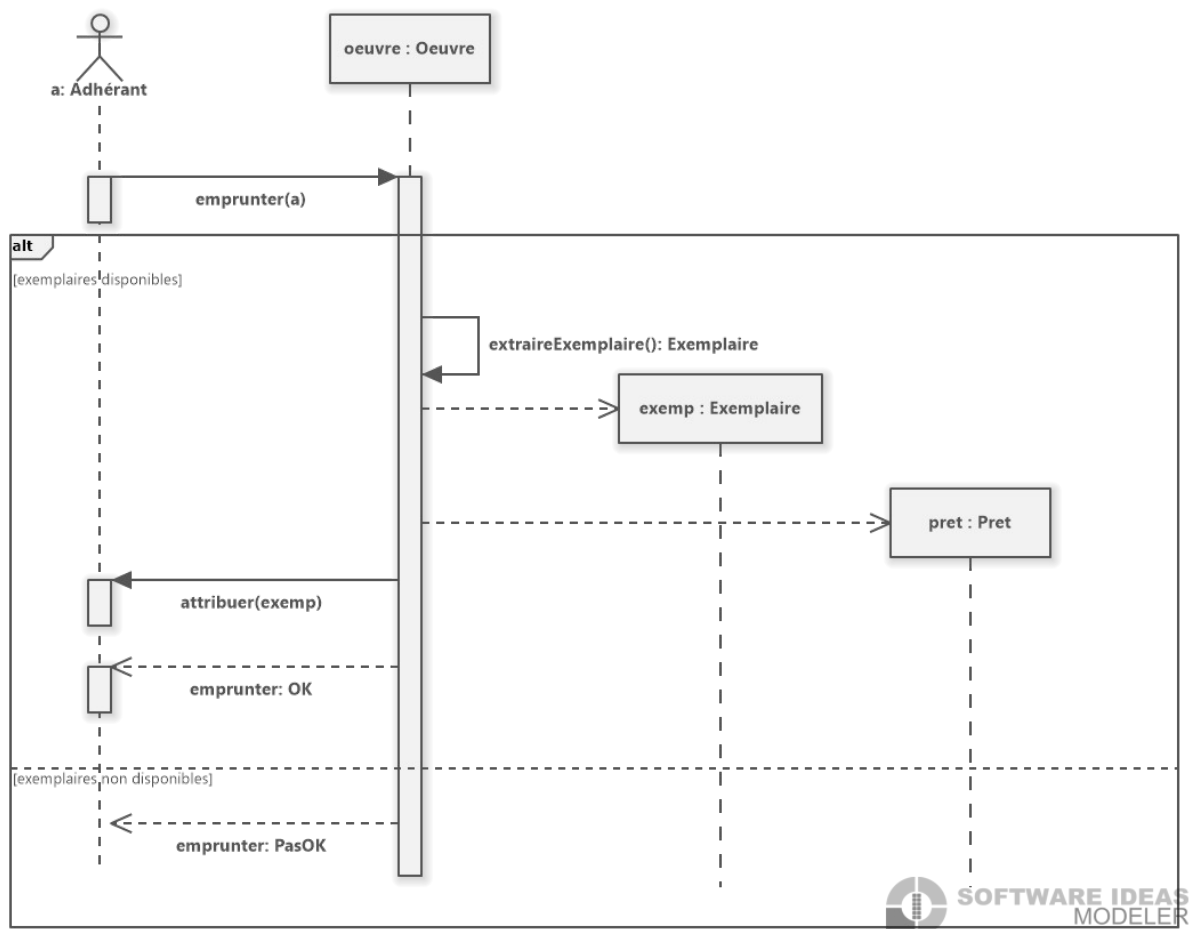 oeuvre : Oeuvre
a: Adhérant
emprunter(a)
alt
[exemplaires disponibles]
extraireExemplaire(): Exemplaire
exemp : Exemplaire
pret : Pret
attribuer(exemp)
emprunter: OK
[exemplaires non disponibles]
emprunter: PasOK
SOFTWARE IDEAS
MODELER